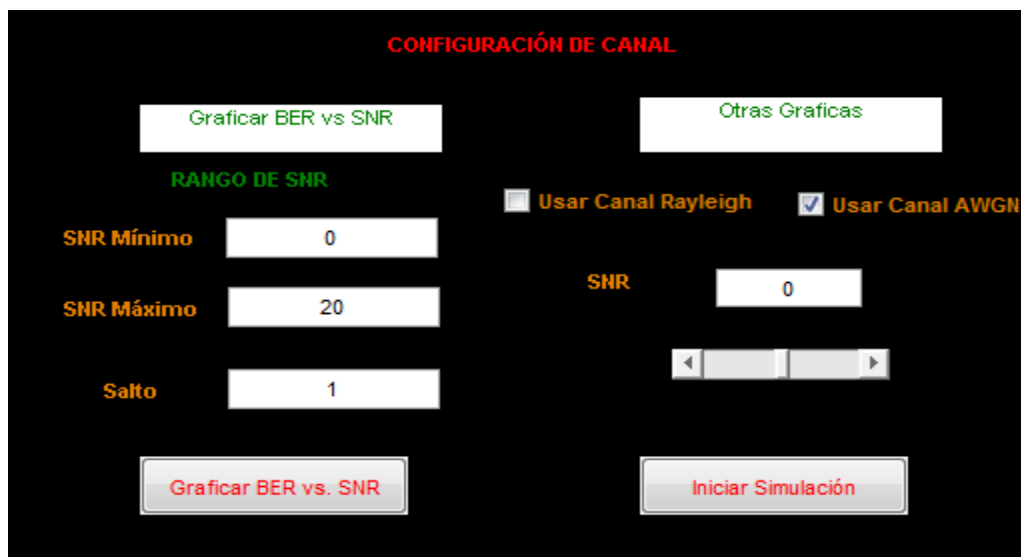 CONFIGURACIÓN DE CANAL
Graficar BER vs SNR
RANGO DE SNR
SNR Mínimo
0
SNR Máximo
20
Salto
1
Graficar BER vs. SNR
Otras Graficas
Usar Canal Rayleigh
Usar Canal AWGN
SNR
0
Iniciar Simulación